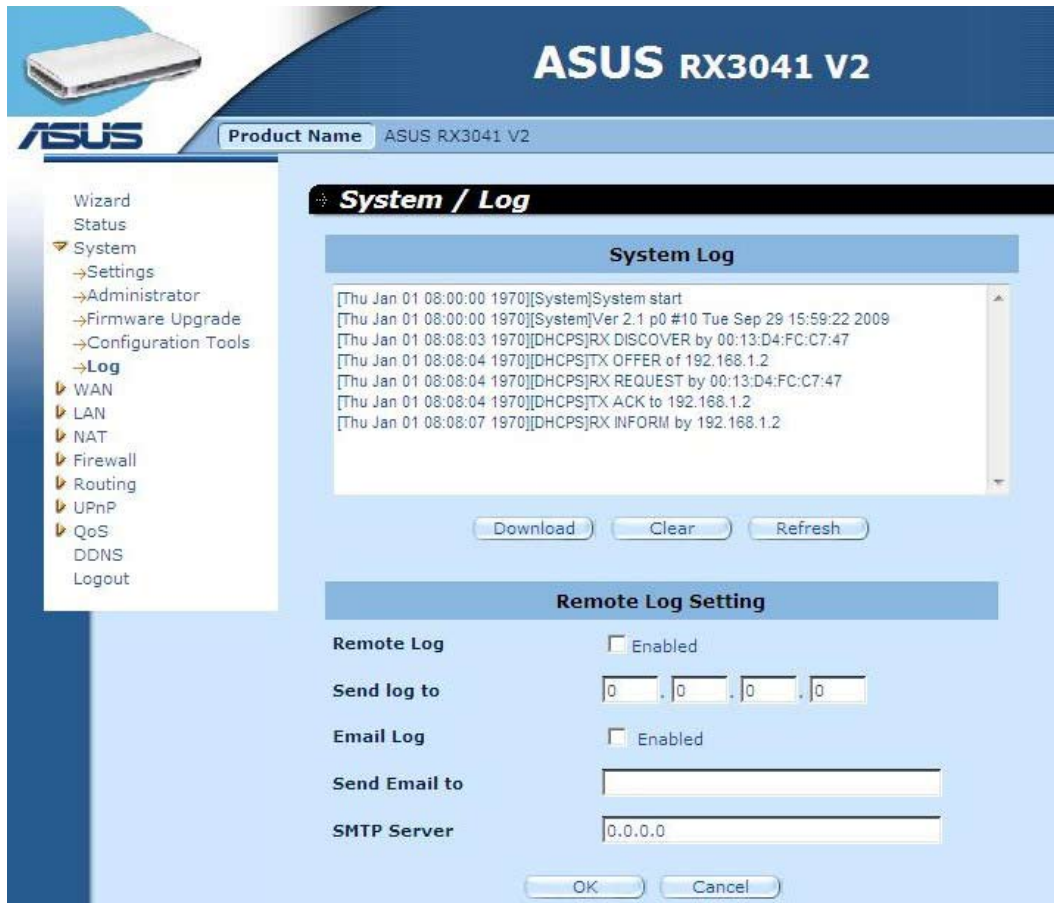 ASUS RX3041 V2
ASUS
Product Name ASUS RX3041 V2
Wizard
Status
System
Settings
Administrator
Firmware Upgrade
Configuration Tools
Log
WAN
LAN
NAT
Firewall
Routing
UPnP
QoS
DDNS
Logout
System / Log
System Log
[Thu Jan 01 08:00:00 1970][System]System start
[Thu Jan 01 08:00:00 1970][System]Ver 2.1 p0 #10 Tue Sep 29 15:59:22 2009
[Thu Jan 01 08:08:03 1970][DHCPS]RX DISCOVER by 00:13:D4:FC:C7:47
[Thu Jan 01 08:08:04 1970][DHCPS]TX OFFER of 192.168.1.2
[Thu Jan 01 08:08:04 1970][DHCPS]RX REQUEST by 00:13:D4:FC:C7:47
[Thu Jan 01 08:08:04 1970][DHCPS]TX ACK to 192.168.1.2
[Thu Jan 01 08:08:07 1970][DHCPS]RX INFORM by 192.168.1.2
Download Clear Refresh
Remote Log Setting
Remote Log Enabled
Send log to 0 . 0 . 0 . 0
Email Log Enabled
Send Email to
SMTP Server 0.0.0.0
OK Cancel